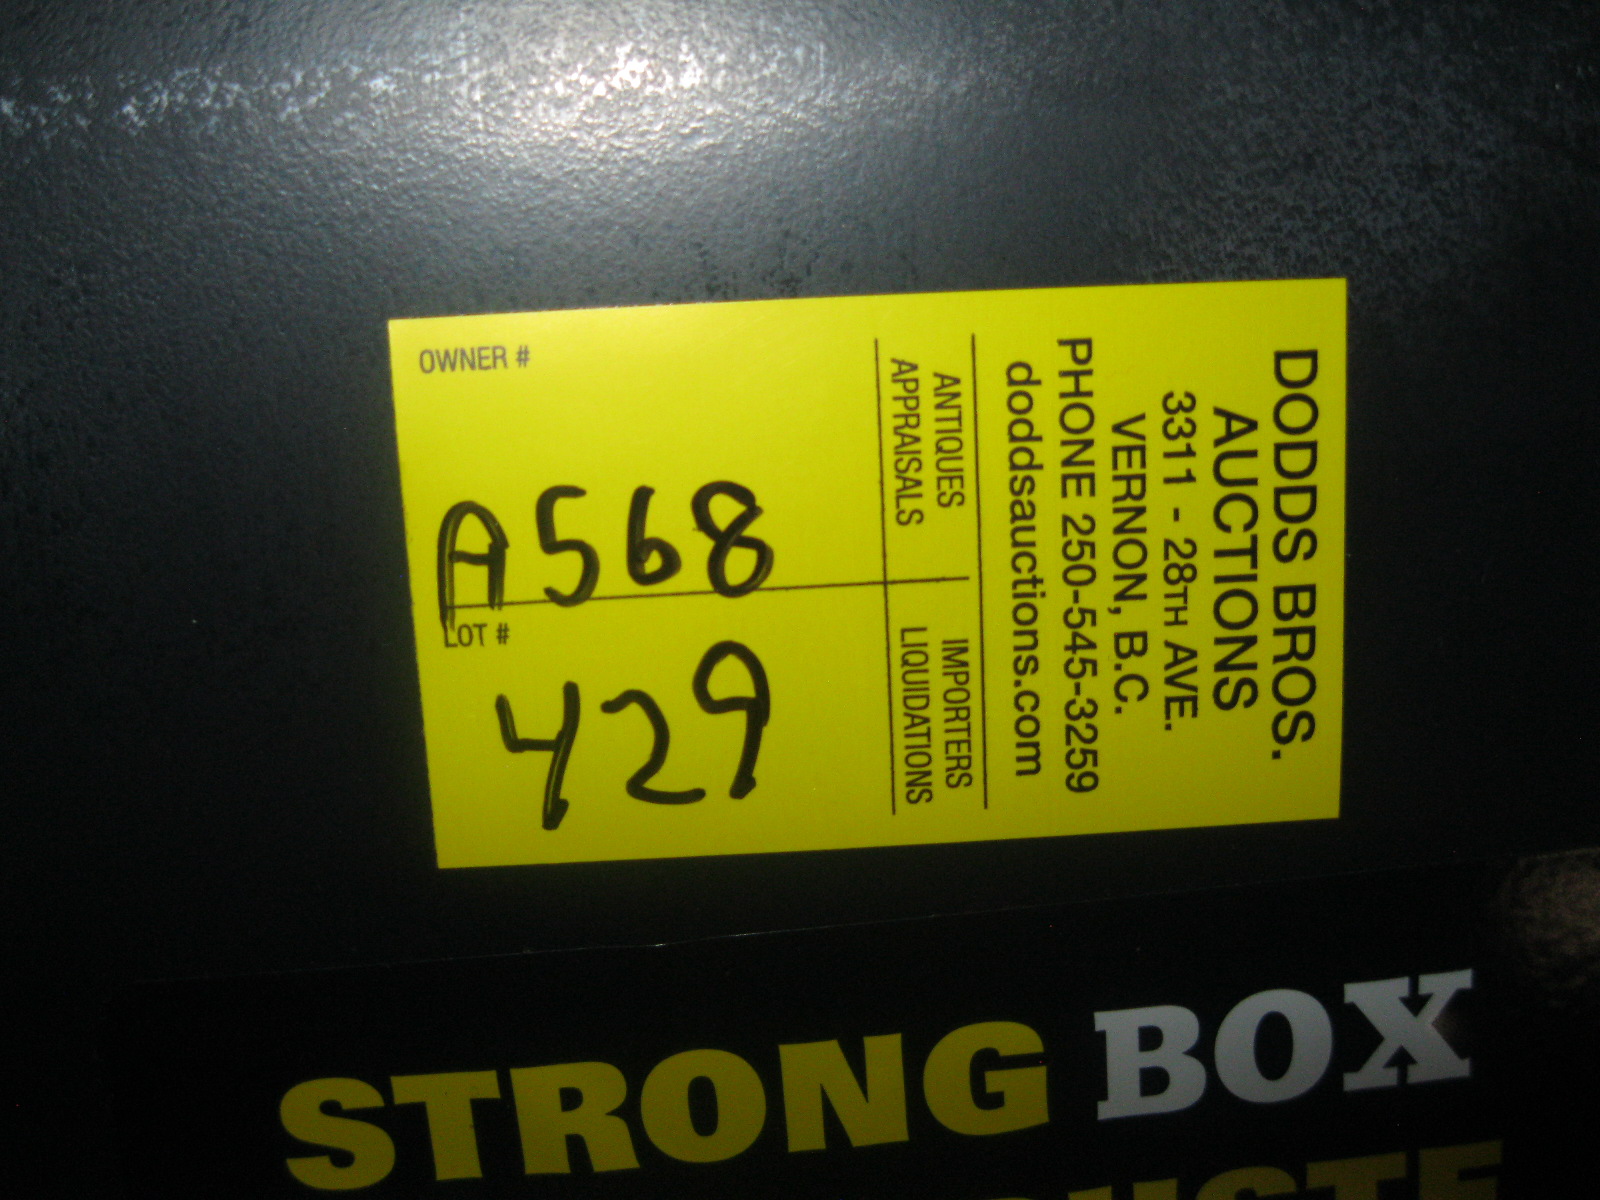 DODDS BROS.
AUCTIONS
3311 - 28TH AVE.
VERNON, B.C.
PHONE 250-545-3259
doddsauctions.com
ANTIQUES
APPRAISALS
IMPORTERS
LIQUIDATIONS
OWNER #
A568
LOT #
429
STRONG BOX